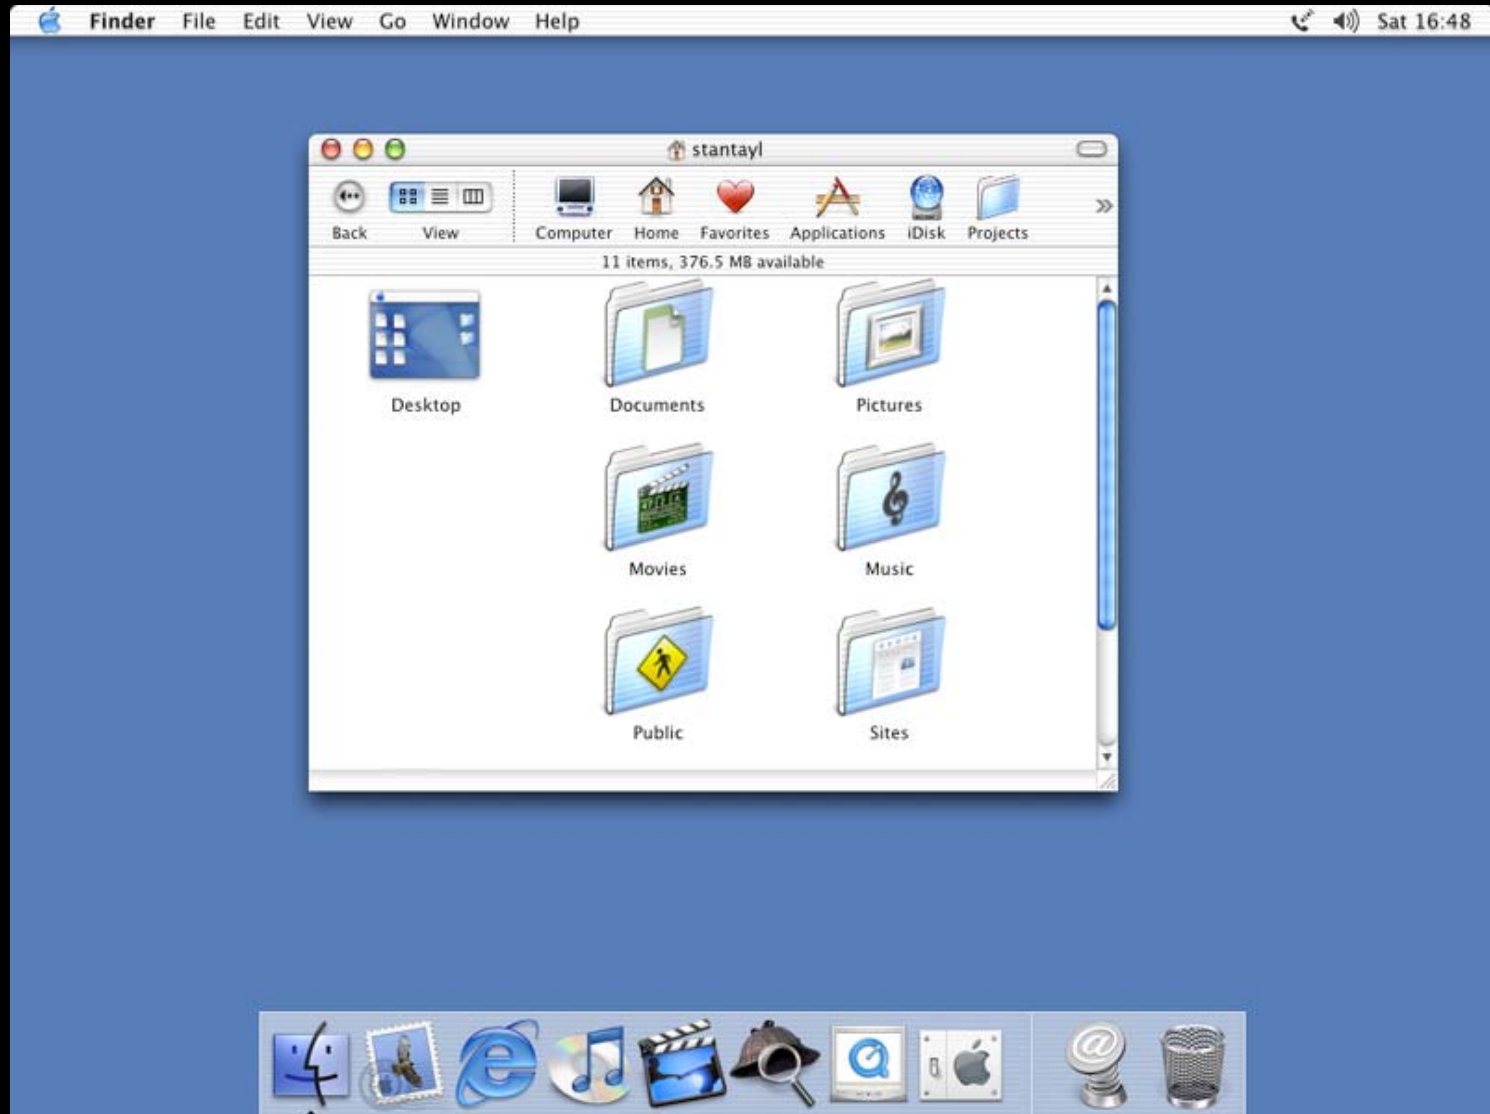 Finder File Edit View Go Window Help Sat 16:48
stantayl
Back View Computer Home Favorites Applications iDisk Projects
11 items, 376.5 MB available
Desktop Documents Pictures
Movies Music
Public Sites